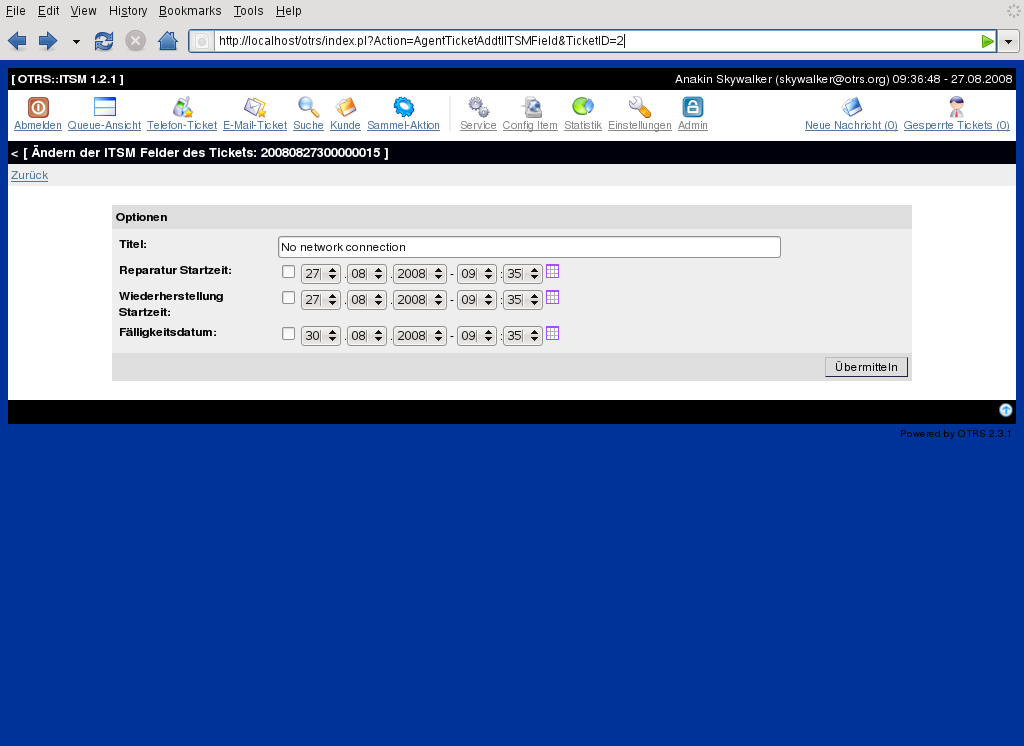 File Edit View History Bookmarks Tools Help
http://localhost/otrs/index.pl?Action=AgentTicketAddtlITSMField&TicketID=2
[ OTRS::ITSM 1.2.1 ] Anakin Skywalker (skywalker@otrs.org) 09:36:48 - 27.08.2008
Abmelden Queue-Ansicht Telefon-Ticket E-Mail-Ticket Suche Kunde Sammel-Aktion Service Config Item Statistik Einstellungen Admin Neue Nachricht (0) Gesperrte Tickets (0)
< [ Ändern der ITSM Felder des Tickets: 20080827300000015 ]
Zurück
Optionen
Titel: No network connection
Reparatur Startzeit: 27 . 08 . 2008 - 09 : 35
Wiederherstellung
Startzeit: 27 . 08 . 2008 - 09 : 35
Fälligkeitsdatum: 30 . 08 . 2008 - 09 : 35
Übermitteln
Powered by OTRS 2.3.1